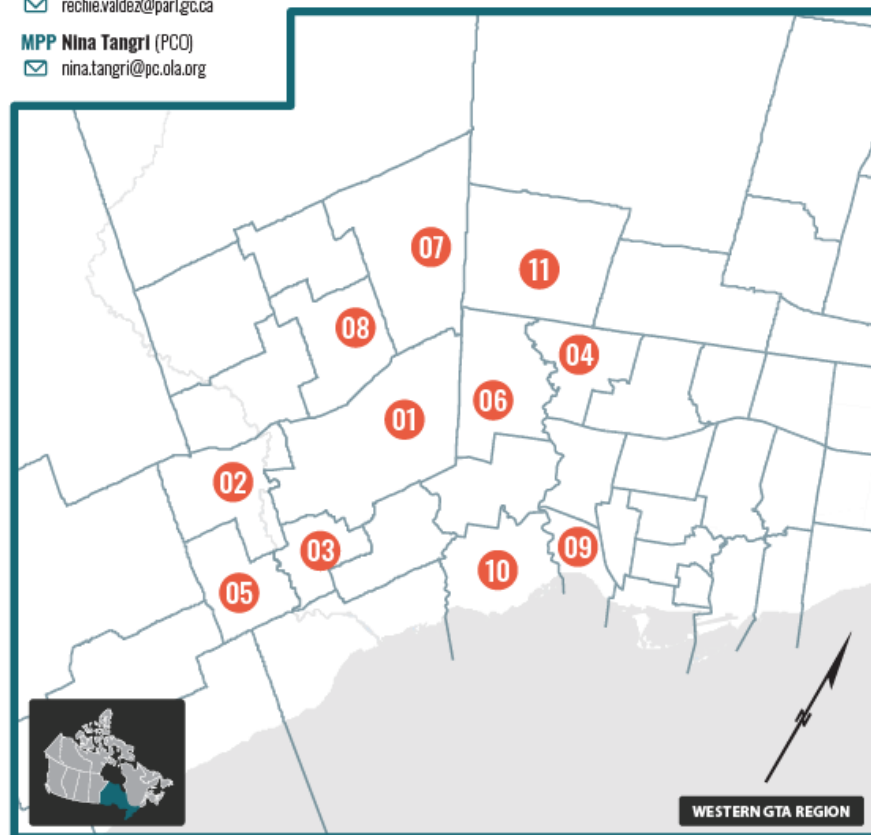 rechie.valdez@parl.gc.ca
MPP Nina Tangri (PCO)
nina.tangri@pc.ola.org
07
11
08
04
01
06
02
03
09
10
05
N
WESTERN GTA REGION